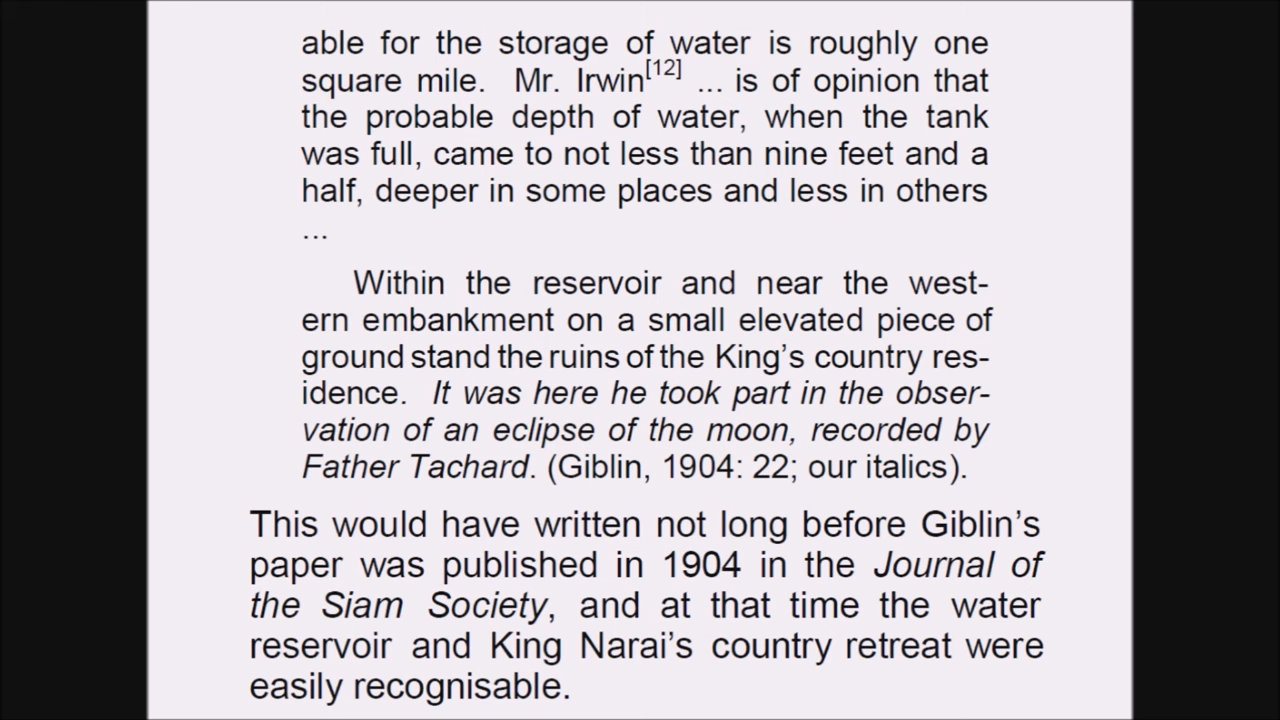 able for the storage of water is roughly one
square mile. Mr. Irwin[12] ... is of opinion that
the probable depth of water, when the tank
was full, came to not less than nine feet and a
half, deeper in some places and less in others
...
Within the reservoir and near the west-
ern embankment on a small elevated piece of
ground stand the ruins of the King's country res-
idence. It was here he took part in the obser-
vation of an eclipse of the moon, recorded by
Father Tachard. (Giblin, 1904: 22; our italics).
This would have written not long before Giblin's
paper was published in 1904 in the Journal of
the Siam Society, and at that time the water
reservoir and King Narai's country retreat were
easily recognisable.